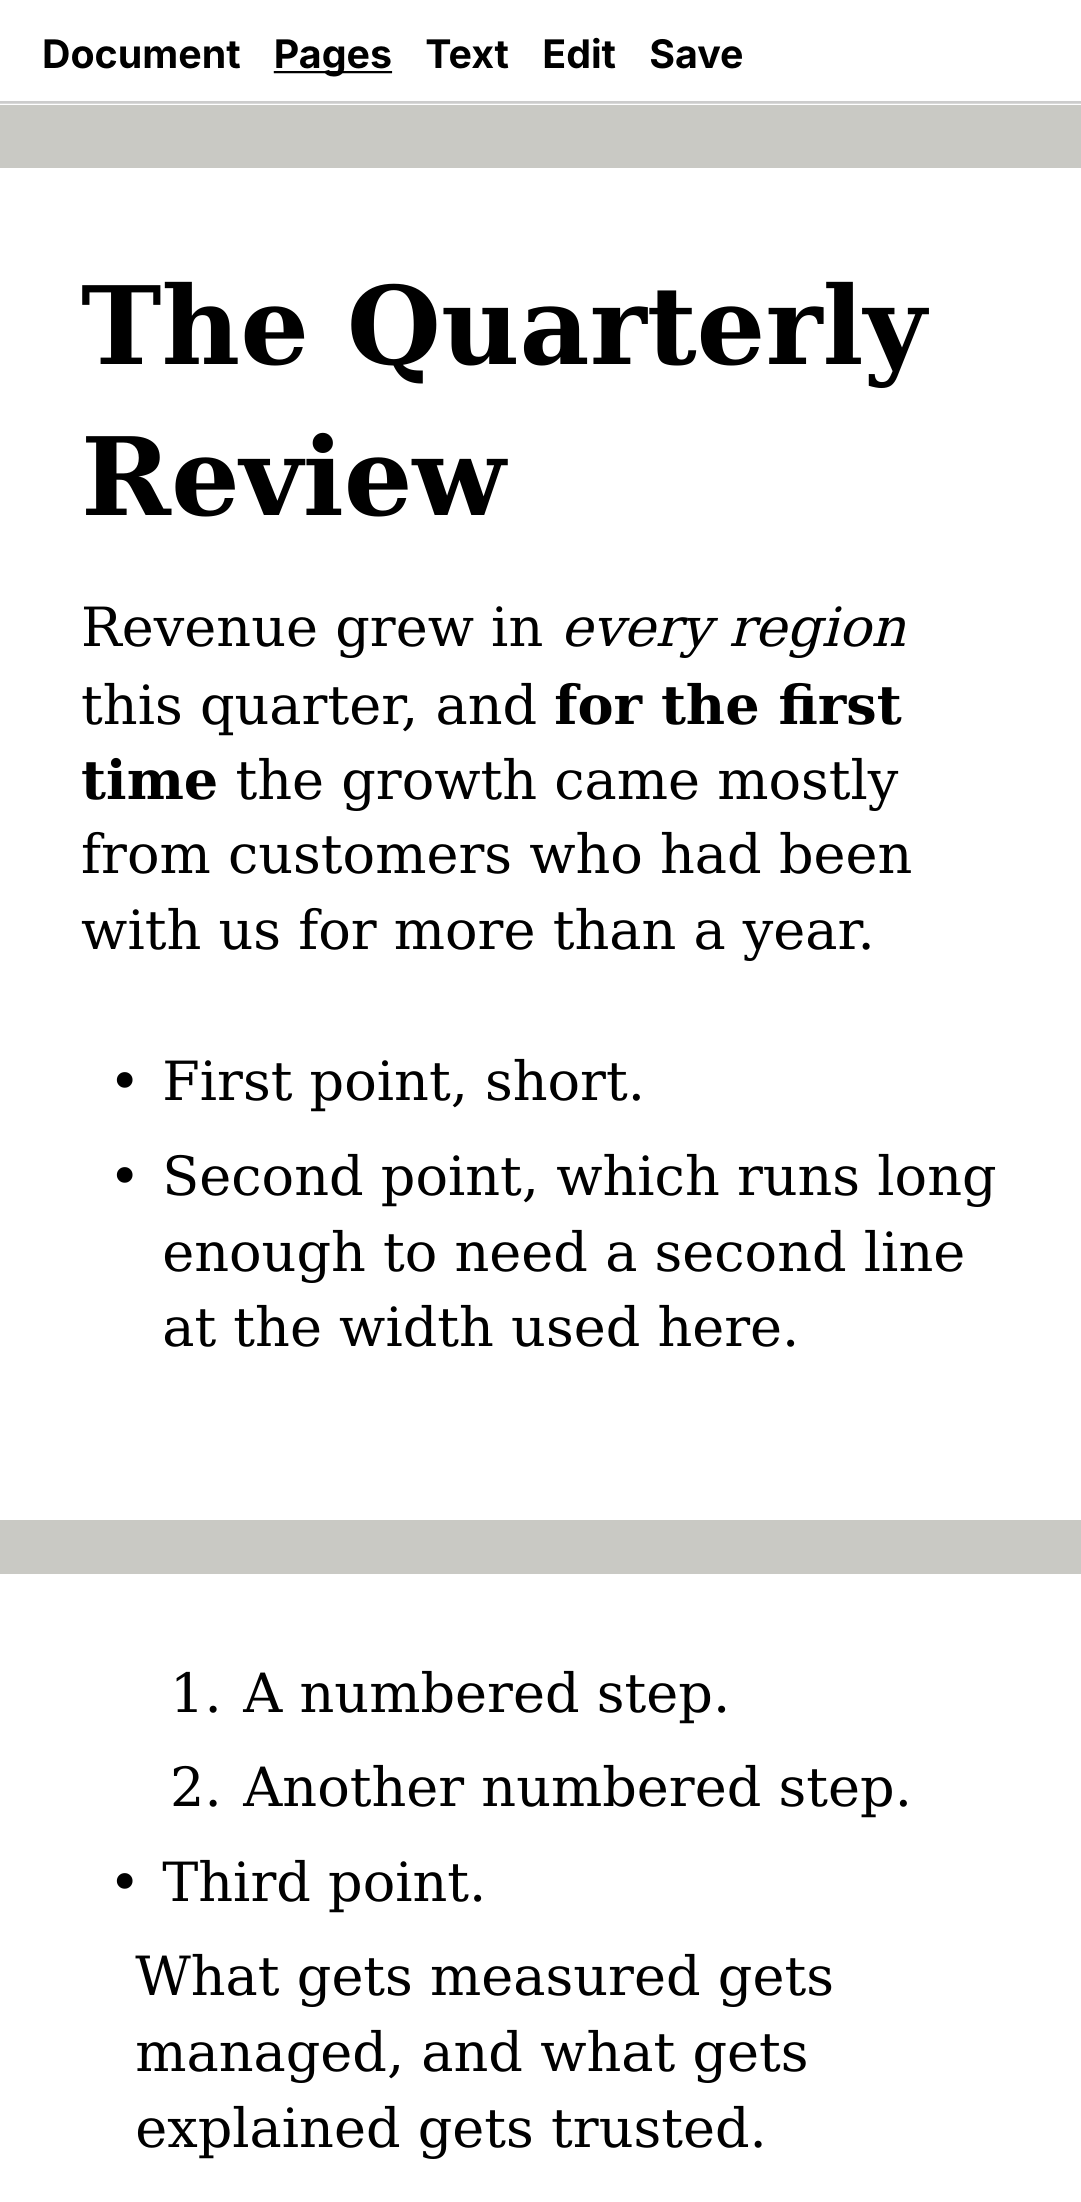 Document Pages Text Edit Save
The Quarterly
Review
Revenue grew in every region
this quarter, and for the first
time the growth came mostly
from customers who had been
with us for more than a year.
• First point, short.
• Second point, which runs long
enough to need a second line
at the width used here.
1. A numbered step.
2. Another numbered step.
• Third point.
What gets measured gets
managed, and what gets
explained gets trusted.